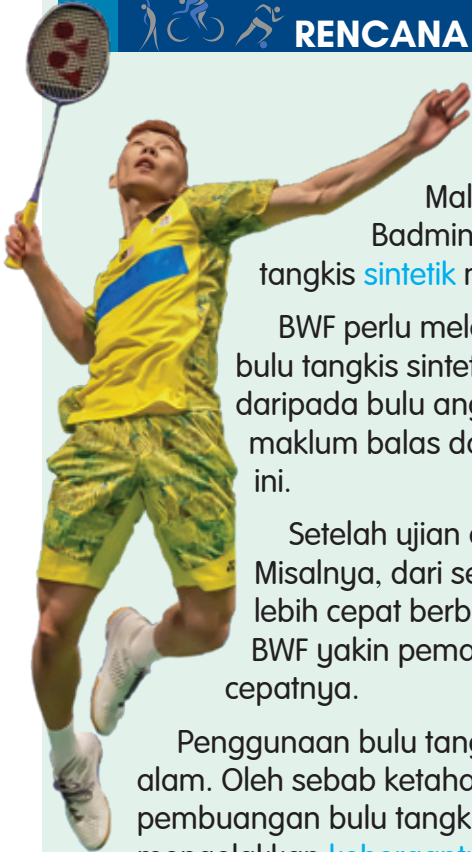 RENCANA
Mal
Badmin
tangkis sintetik
BWF perlu mel
bulu tangkis sintet
daripada bulu ang
maklum balas da
ini.
Setelah ujian
Misalnya, dari se
lebih cepat berb
BWF yakin pema
cepatnya.
Penggunaan bulu tang
alam. Oleh sebab ketaha
pembuangan bulu tangk